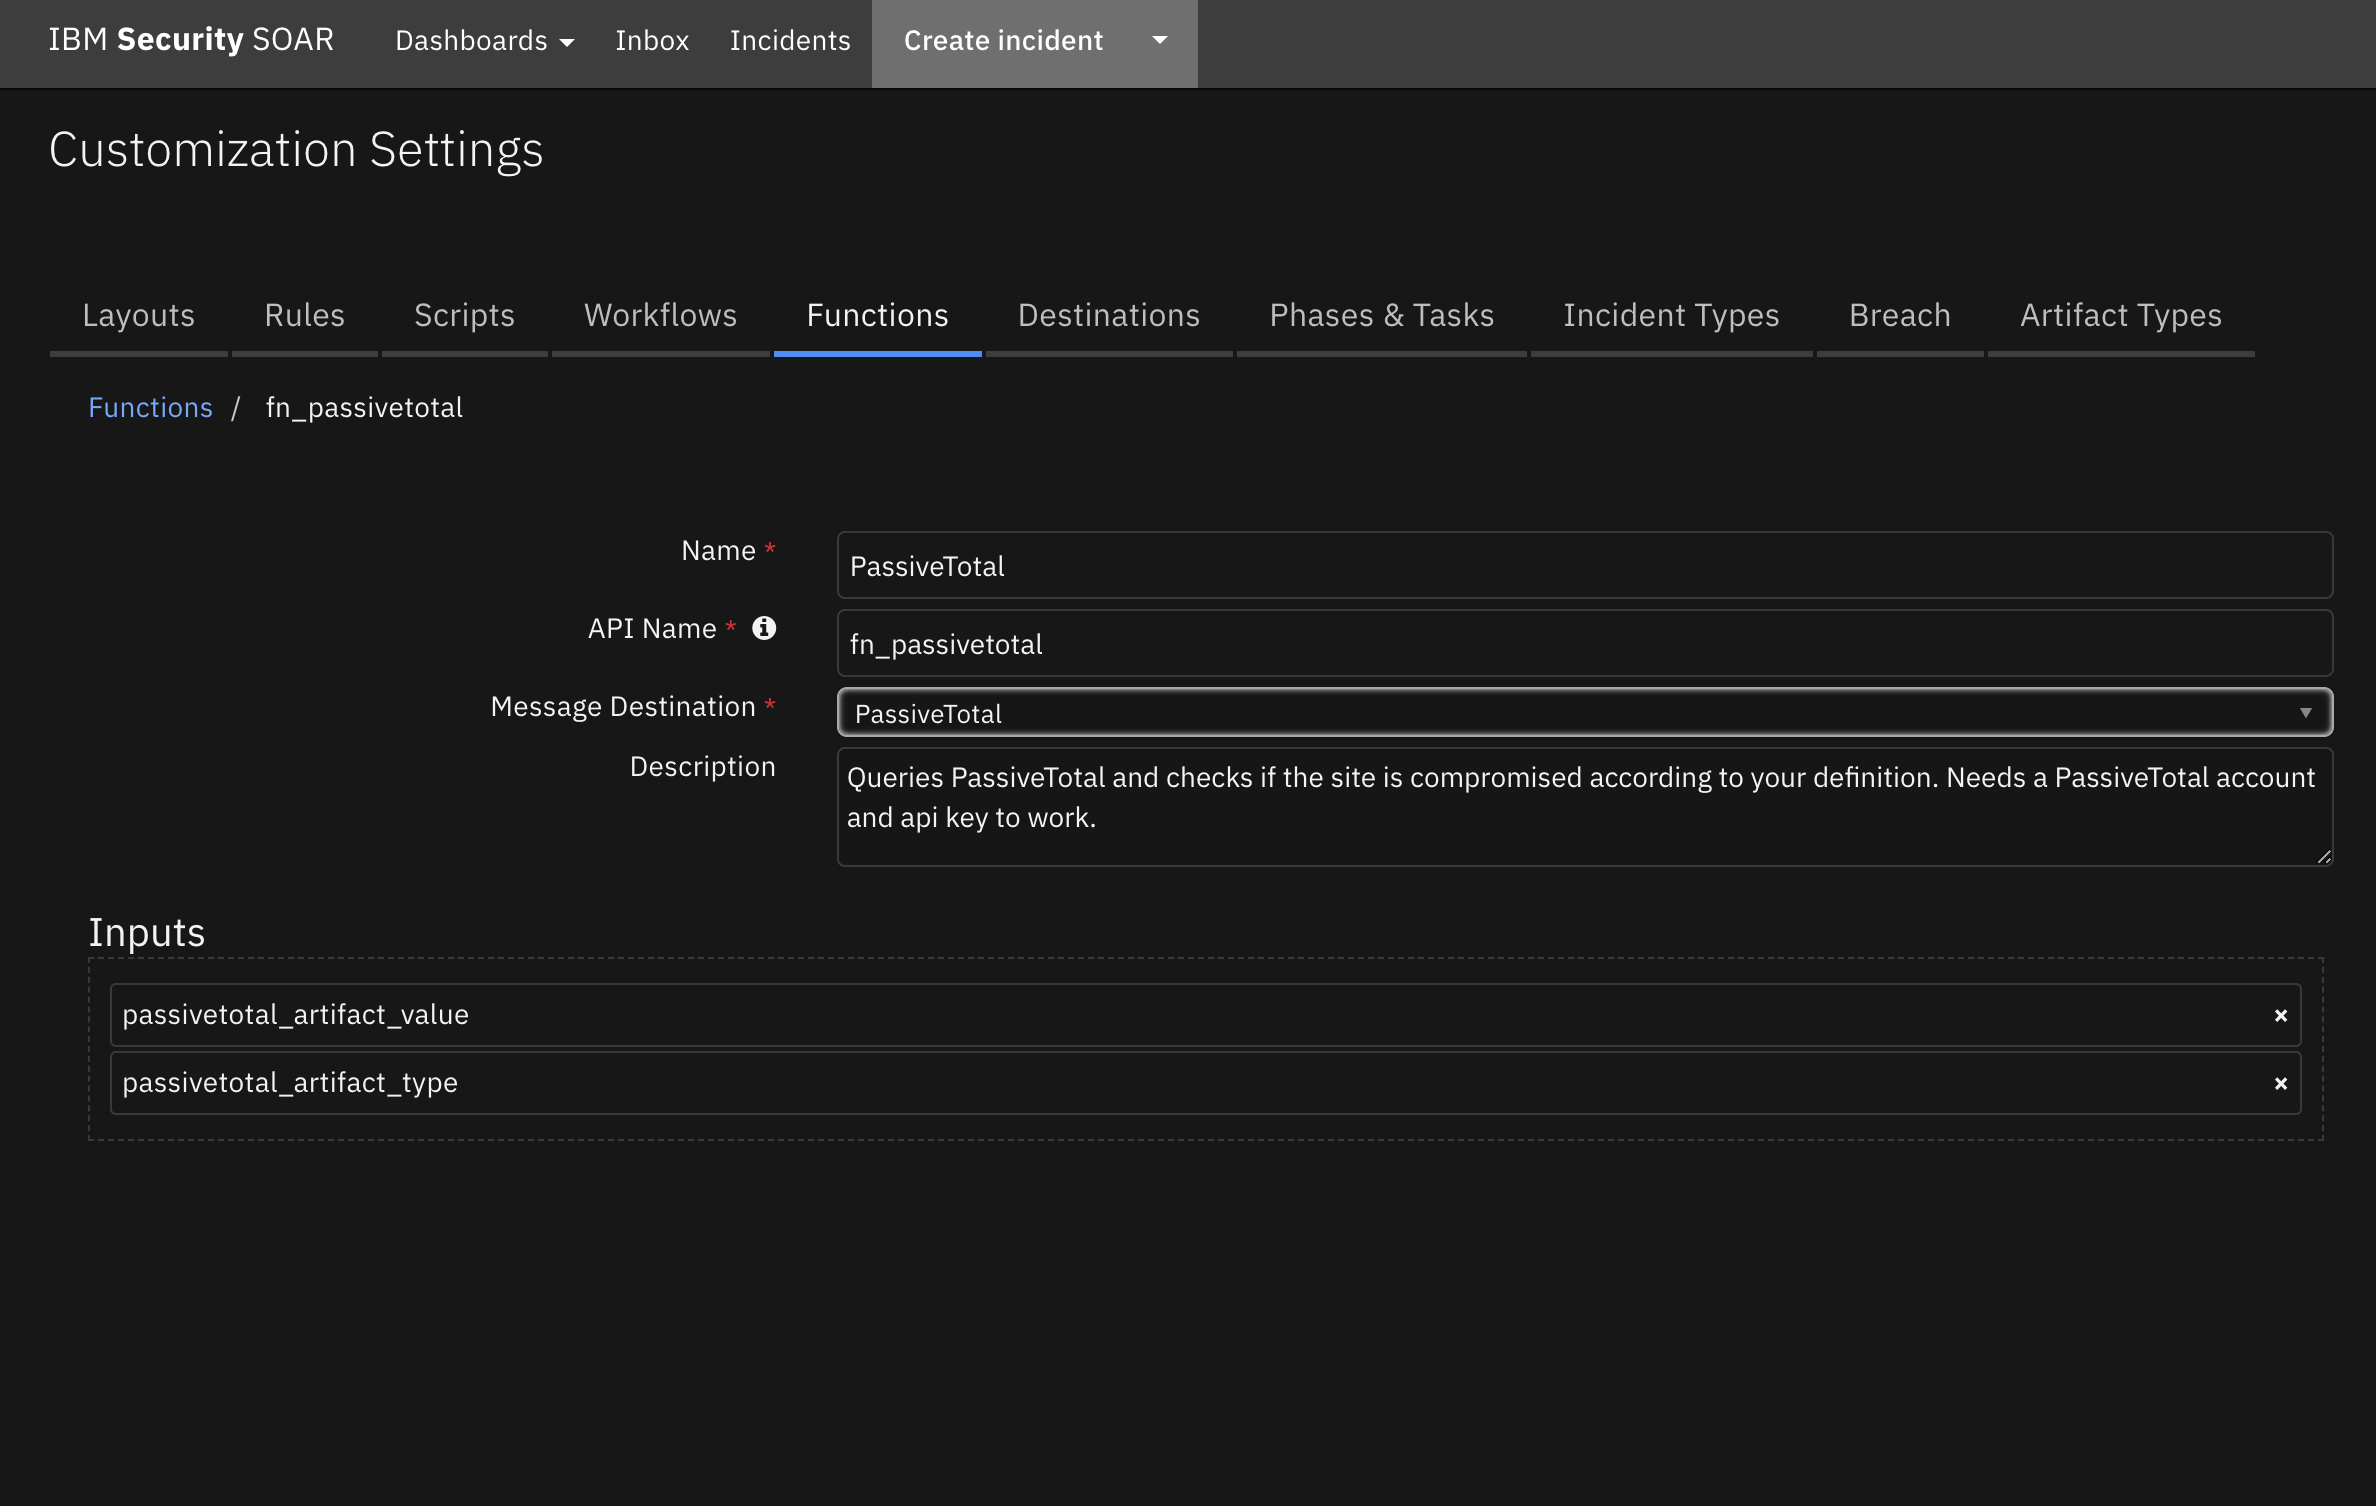 IBM Security SOAR Dashboards Inbox Incidents Create incident
Customization Settings
Layouts Rules Scripts Workflows Functions Destinations Phases & Tasks Incident Types Breach Artifact Types
Functions / fn_passivetotal
Name * PassiveTotal
API Name * fn_passivetotal
Message Destination * PassiveTotal
Description Queries PassiveTotal and checks if the site is compromised according to your definition. Needs a PassiveTotal account
and api key to work.
Inputs
passivetotal_artifact_value ×
passivetotal_artifact_type ×